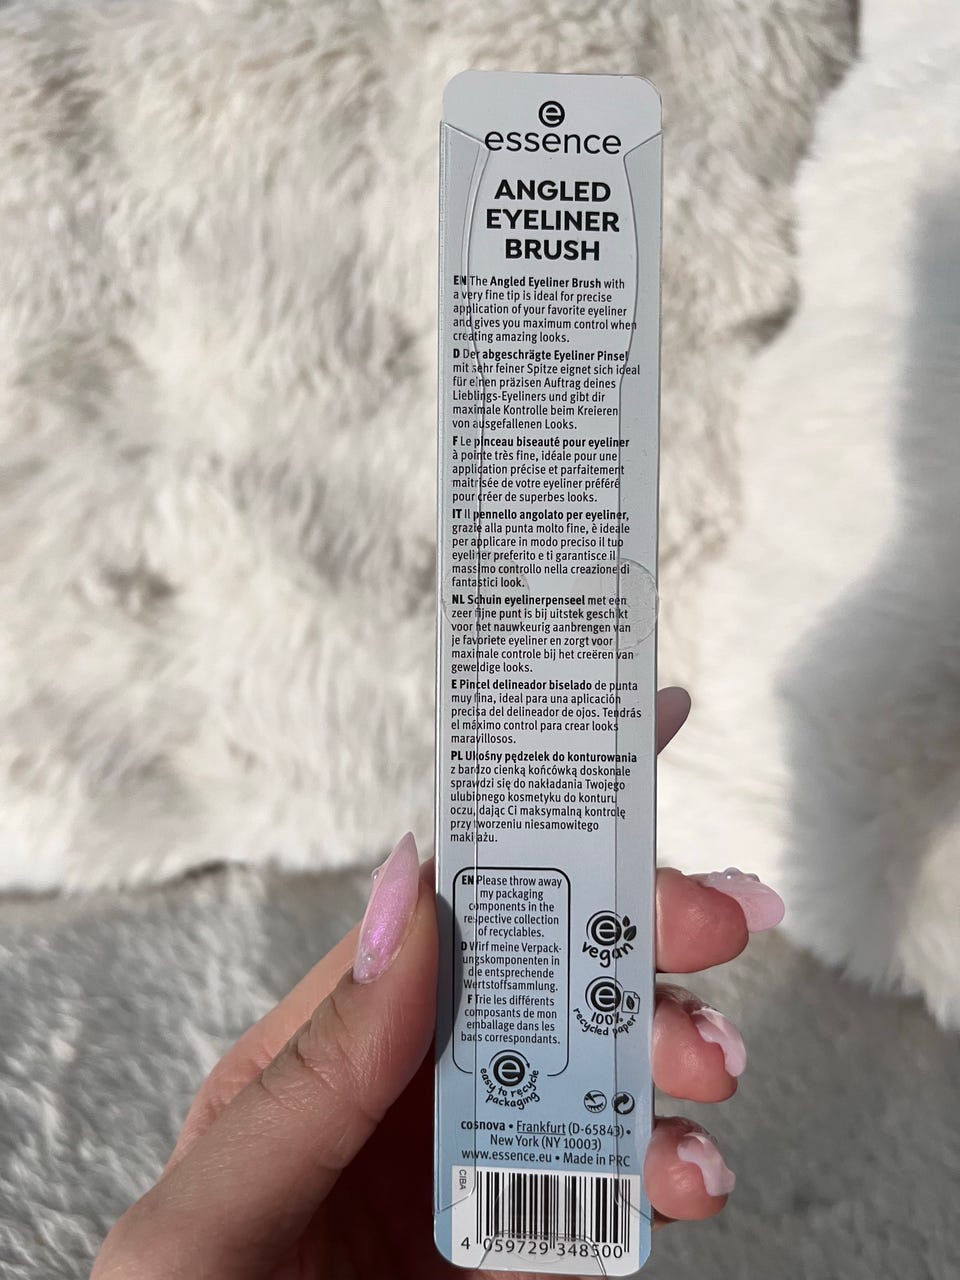 e
essence
ANGLED
EYELINER
BRUSH
EN The Angled Eyeliner Brush with
a very fine tip is ideal for precise
application of your favorite eyeliner
and gives you maximum control when
creating amazing looks.
D Der abgeschrägte Eyeliner Pinsel
mit sehr feiner Spitze eignet sich ideal
für einen präzisen Auftrag deines
Lieblings-Eyeliners und gibt dir
maximale Kontrolle beim Kreieren
von ausgefallenen Looks.
F Le pinceau biseauté pour eyeliner
à pointe très fine, idéale pour une
application précise et parfaitement
maitrisée de votre eyeliner préféré
pour créer de superbes looks.
IT Il pennello angolato per eyeliner,
grazie alla punta molto fine, è ideale
per applicare in modo preciso il tuo
eyeliner preferito e ti garantisce il
massimo controllo nella creazione di
fantastici look.
NL Schuin eyelinerpenseel met een
zeer fijne punt is bij uitstek geschikt
voor het nauwkeurig aanbrengen van
je favoriete eyeliner en zorgt voor
maximale controle bij het creëren van
geweldige looks.
E Pincel delineador biselado de punta
muy fina, ideal para una aplicación
precisa del delineador de ojos. Tendrás
el máximo control para crear looks
maravillosos.
PL Ukośny pędzelek do konturowania
z bardzo cienką końcówką doskonale
sprawdzi się do nakładania Twojego
ulubionego kosmetyku do konturu
oczu, dając Ci maksymalną kontrolę
przy tworzeniu niesamowitego
makijażu.
EN Please throw away
my packaging
components in the
respective collection
of recyclables.
D Wirf meine Verpack-
ungskomponenten in
die entsprechende
Wertstoffsammlung.
F Trie les différents
composants de mon
emballage dans les
bacs correspondants.
e
easy to recycle
packaging
e
vegan
e
100%
recycled paper
cosnova • Frankfurt (D-65843) •
New York (NY 10003)
www.essence.eu • Made in PRC
CIBA
4 059729 348500